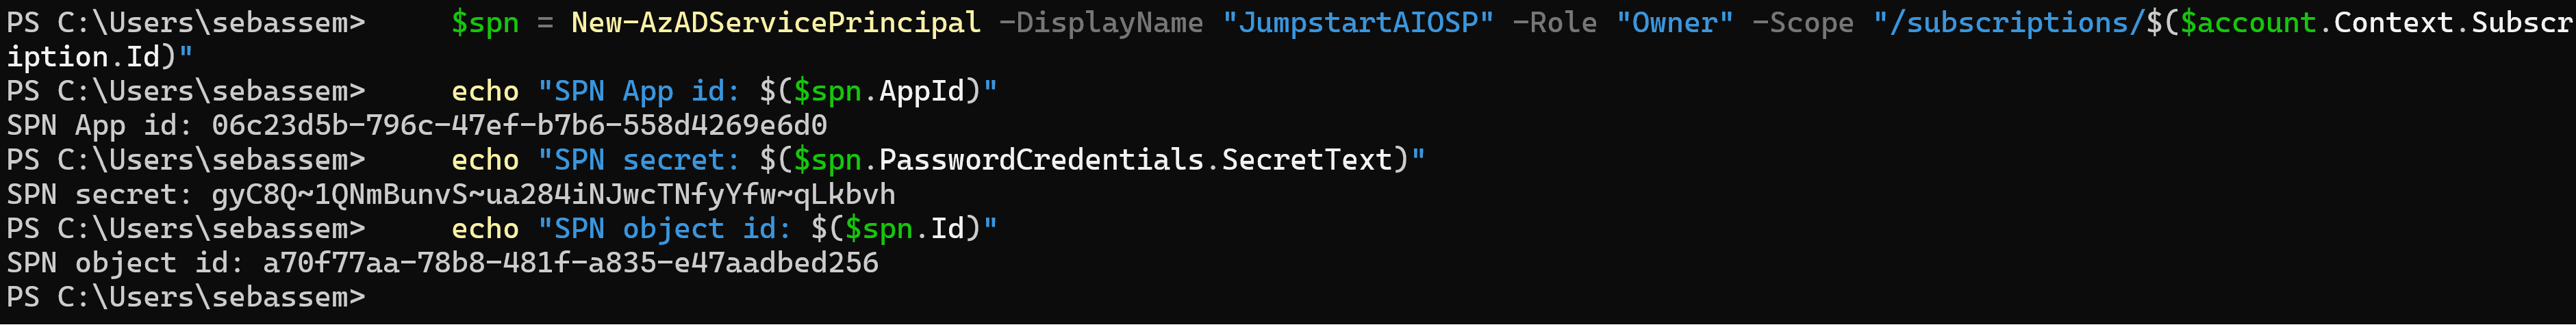 PS C:\Users\sebassem>     $spn = New-AzADServicePrincipal -DisplayName "JumpstartAIOSP" -Role "Owner" -Scope "/subscriptions/$($account.Context.Subscr
iption.Id)"
PS C:\Users\sebassem>     echo "SPN App id: $($spn.AppId)"
SPN App id: 06c23d5b-796c-47ef-b7b6-558d4269e6d0
PS C:\Users\sebassem>     echo "SPN secret: $($spn.PasswordCredentials.SecretText)"
SPN secret: gyC8Q~1QNmBunvS~ua284iNJwcTNfyYfw~qLkbvh
PS C:\Users\sebassem>     echo "SPN object id: $($spn.Id)"
SPN object id: a70f77aa-78b8-481f-a835-e47aadbed256
PS C:\Users\sebassem>